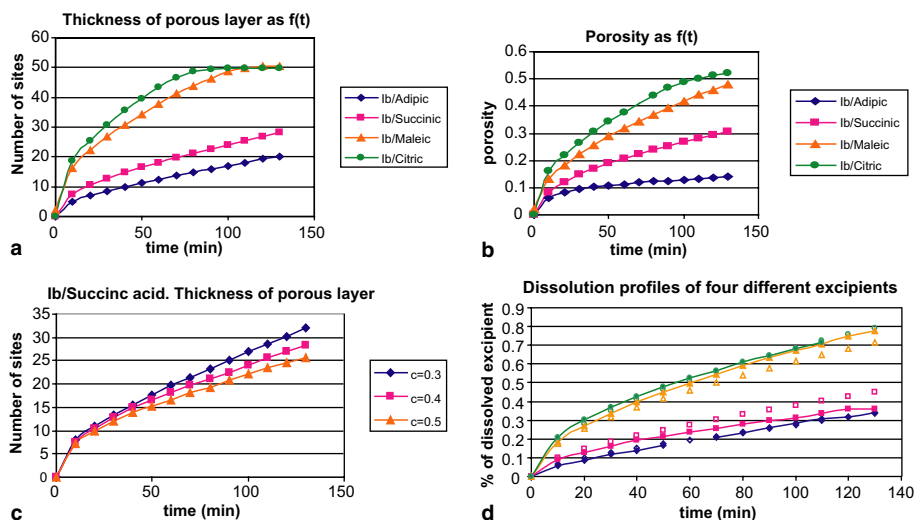 Thickness of porous layer as f(t)
Number of sites
60
50
40
30
20
10
0
0 50 100 150
time (min)
Ib/Adipic
Ib/Succinic
Ib/Maleic
Ib/Citric
a
Porosity as f(t)
porosity
0.6
0.5
0.4
0.3
0.2
0.1
0
0 50 100 150
time (min)
Ib/Adipic
Ib/Succinic
Ib/Maleic
Ib/Citric
b
Ib/Succinc acid. Thickness of porous layer
Number of sites
35
30
25
20
15
10
5
0
0 50 100 150
time (min)
c=0.3
c=0.4
c=0.5
c
Dissolution profiles of four different excipients
% of dissolved excipient
0.9
0.8
0.7
0.6
0.5
0.4
0.3
0.2
0.1
0
0 20 40 60 80 100 120 140
time (min)
d